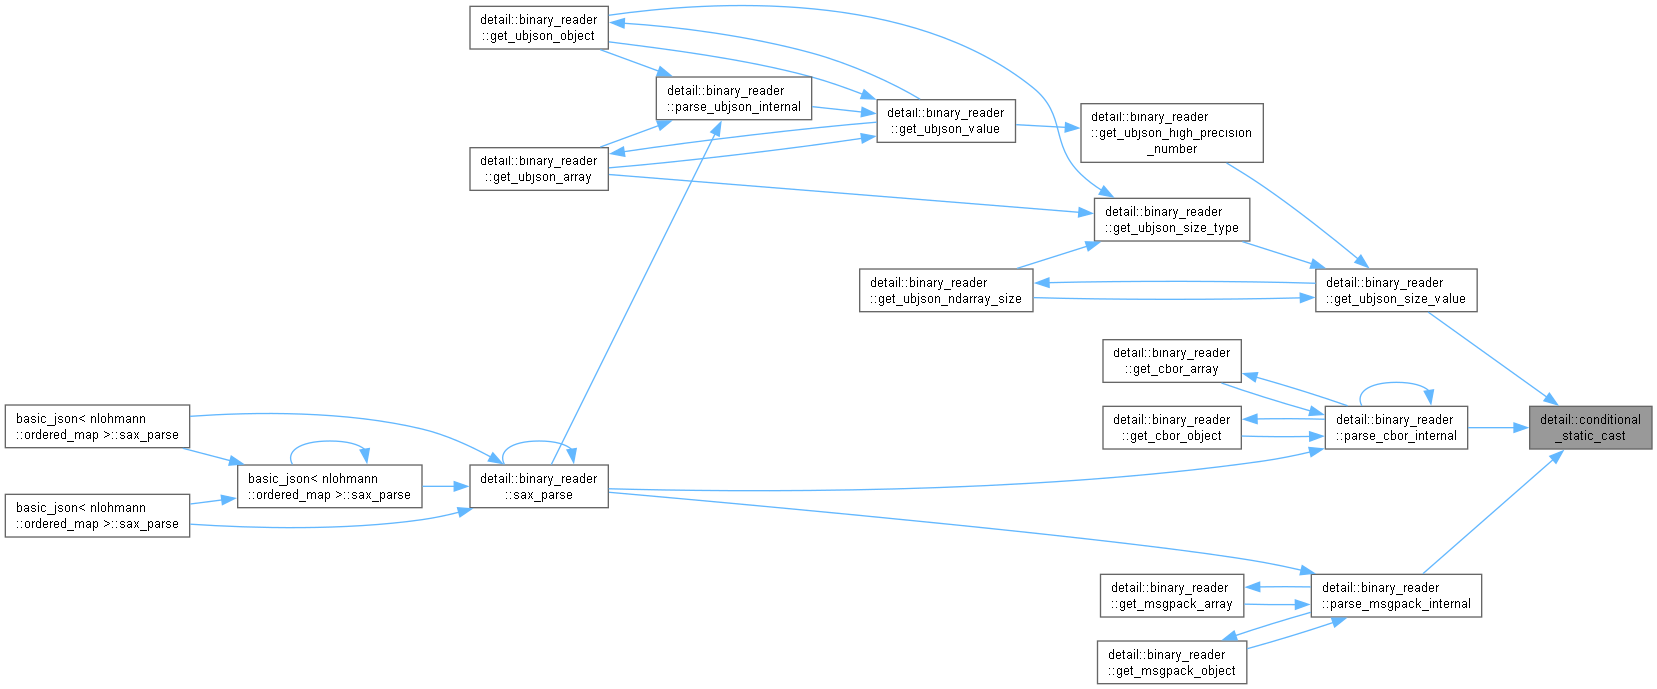 detail::binary_reader
::get_ubjson_object
detail::binary_reader
::parse_ubjson_internal
detail::binary_reader
::get_ubjson_value
detail::binary_reader
::get_ubjson_high_precision
_number
detail::binary_reader
::get_ubjson_array
detail::binary_reader
::get_ubjson_size_type
detail::binary_reader
::get_ubjson_ndarray_size
detail::binary_reader
::get_ubjson_size_value
detail::binary_reader
::get_cbor_array
detail::binary_reader
::get_cbor_object
detail::binary_reader
::parse_cbor_internal
detail::conditional
_static_cast
basic_json< nlohmann
::ordered_map >::sax_parse
basic_json< nlohmann
::ordered_map >::sax_parse
detail::binary_reader
::sax_parse
basic_json< nlohmann
::ordered_map >::sax_parse
detail::binary_reader
::get_msgpack_array
detail::binary_reader
::parse_msgpack_internal
detail::binary_reader
::get_msgpack_object